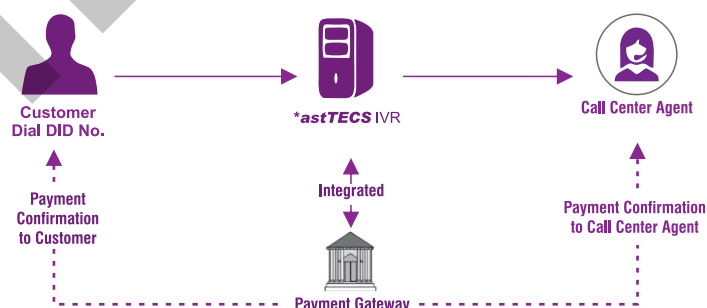 Customer
Dial DID No.
*astTECS IVR
Call Center Agent
Integrated
Payment
Confirmation
to Customer
Payment Confirmation
to Call Center Agent
Payment Gateway